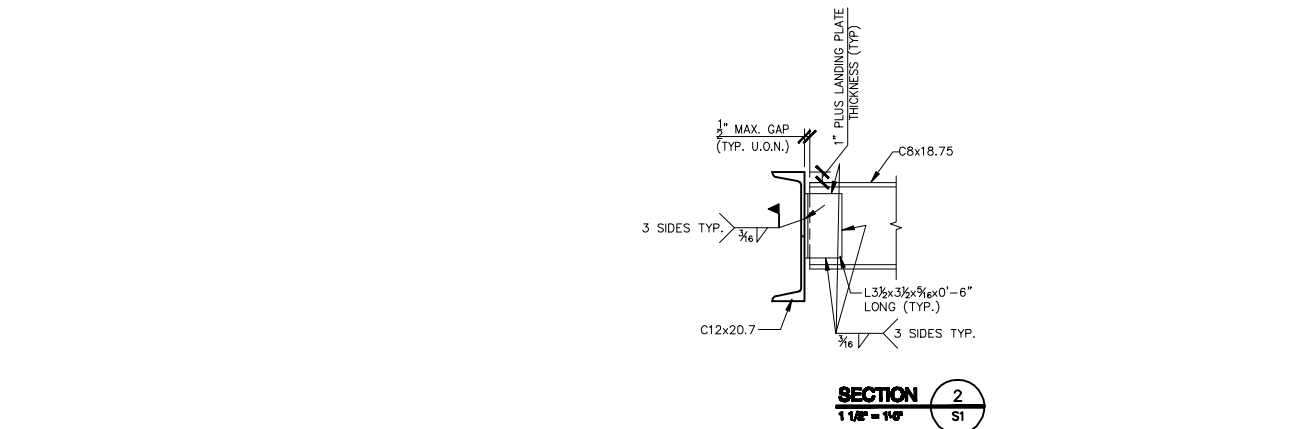 1" PLUS LANDING PLATE
THICKNESS (TYP)
1/2" MAX. GAP
(TYP. U.O.N.)
C8x18.75
3 SIDES TYP.
3/16
L3½x3½x5/16x0'-6"
LONG (TYP.)
C12x20.7
3/16
3 SIDES TYP.
SECTION
1 1/2" = 1'-0"
2
S1